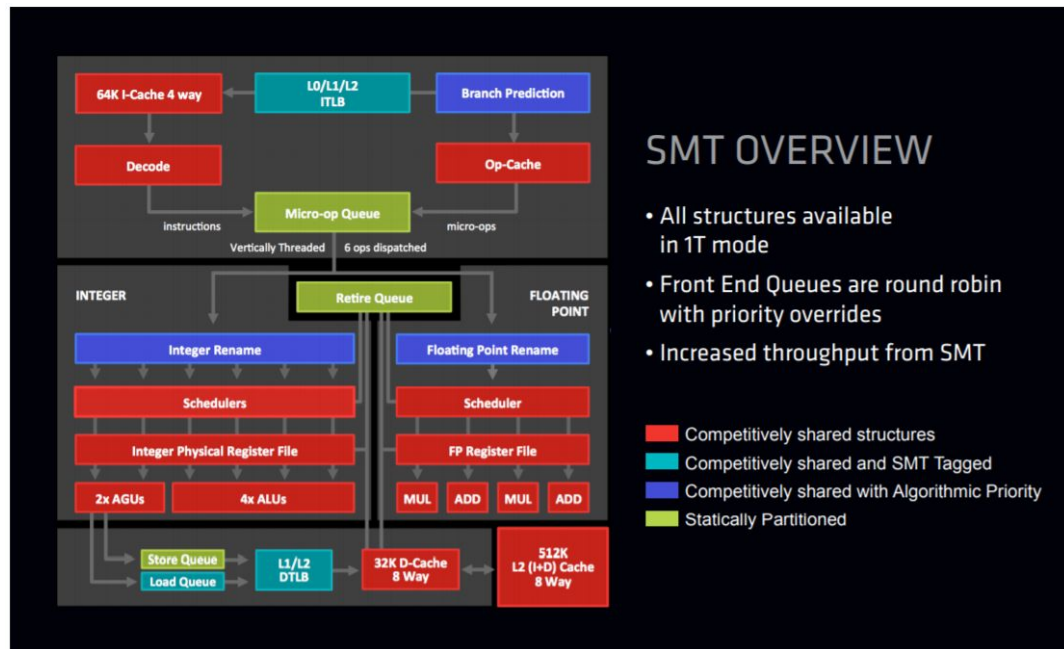 64K I-Cache 4 way
L0/L1/L2
ITLB
Branch Prediction
Decode
Op-Cache
Micro-op Queue
instructions
micro-ops
Vertically Threaded
6 ops dispatched
INTEGER
Retire Queue
FLOATING
POINT
Integer Rename
Floating Point Rename
Schedulers
Scheduler
Integer Physical Register File
FP Register File
2x AGUs
4x ALUs
MUL
ADD
MUL
ADD
Store Queue
Load Queue
L1/L2
DTLB
32K D-Cache
8 Way
512K
L2 (I+D) Cache
8 Way
SMT OVERVIEW
• All structures available
in 1T mode
• Front End Queues are round robin
with priority overrides
• Increased throughput from SMT
Competitively shared structures
Competitively shared and SMT Tagged
Competitively shared with Algorithmic Priority
Statically Partitioned